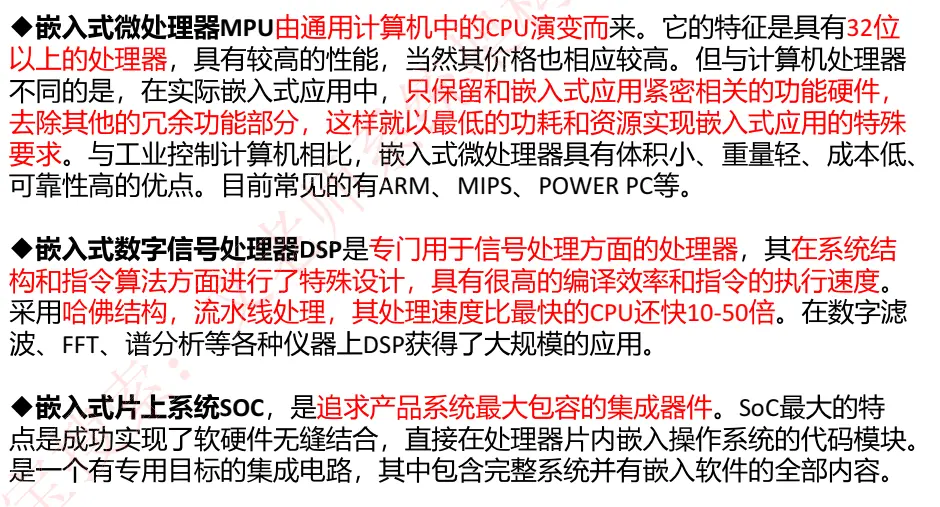 ◆嵌入式微处理器MPU由通用计算机中的CPU演变而来。它的特征是具有32位
以上的处理器，具有较高的性能，当然其价格也相应较高。但与计算机处理器
不同的是，在实际嵌入式应用中，只保留和嵌入式应用紧密相关的功能硬件，
去除其他的冗余功能部分，这样就以最低的功耗和资源实现嵌入式应用的特殊
要求。与工业控制计算机相比，嵌入式微处理器具有体积小、重量轻、成本低、
可靠性高的优点。目前常见的有ARM、MIPS、POWER PC等。
◆嵌入式数字信号处理器DSP是专门用于信号处理方面的处理器，其在系统结
构和指令算法方面进行了特殊设计，具有很高的编译效率和指令的执行速度。
采用哈佛结构，流水线处理，其处理速度比最快的CPU还快10-50倍。在数字滤
波、FFT、谱分析等各种仪器上DSP获得了大规模的应用。
◆嵌入式片上系统SOC，是追求产品系统最大包容的集成器件。SoC最大的特
点是成功实现了软硬件无缝结合，直接在处理器片内嵌入操作系统的代码模块。
是一个有专用目标的集成电路，其中包含完整系统并有嵌入软件的全部内容。